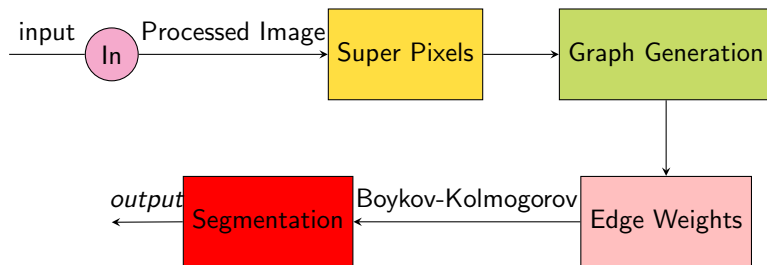 input
In
Processed Image
Super Pixels
Graph Generation
Edge Weights
Boykov-Kolmogorov
Segmentation
output